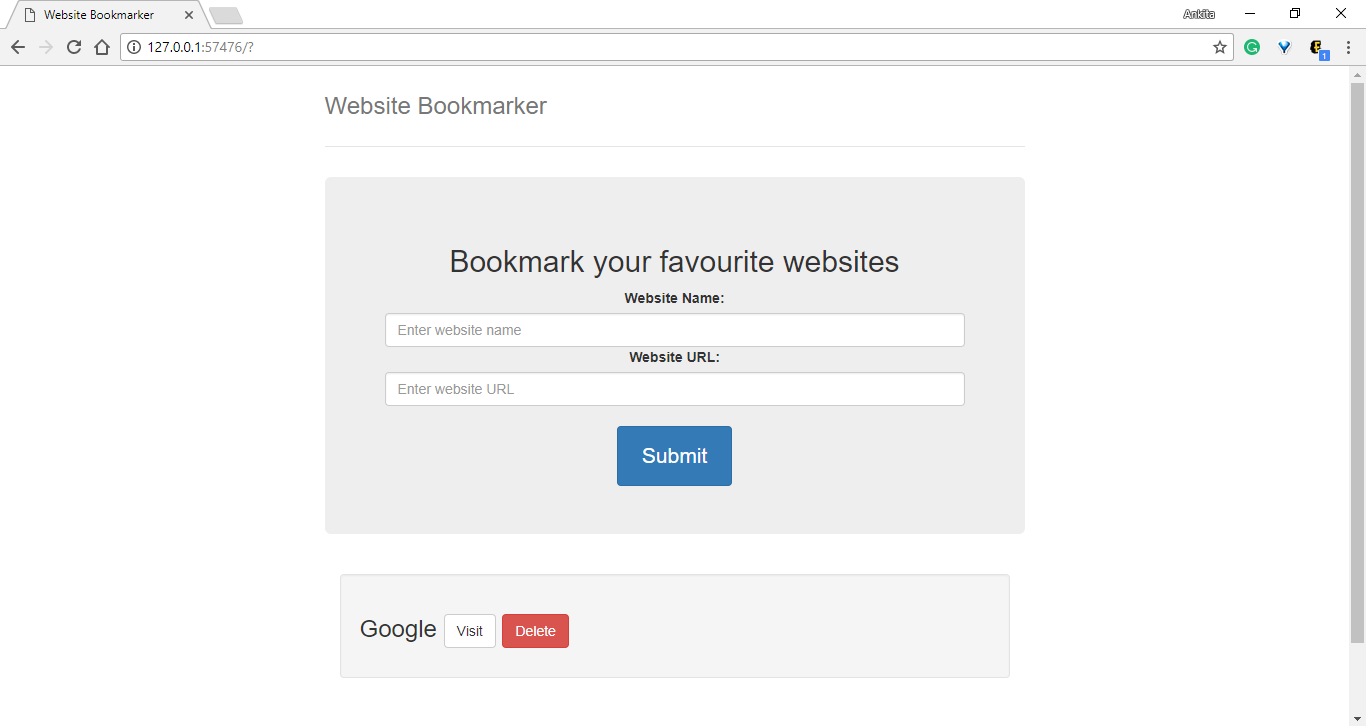 Website Bookmarker
Ankita
127.0.0.1:57476/?
1
Website Bookmarker
Bookmark your favourite websites
Website Name:
Enter website name
Website URL:
Enter website URL
Submit
Google Visit Delete